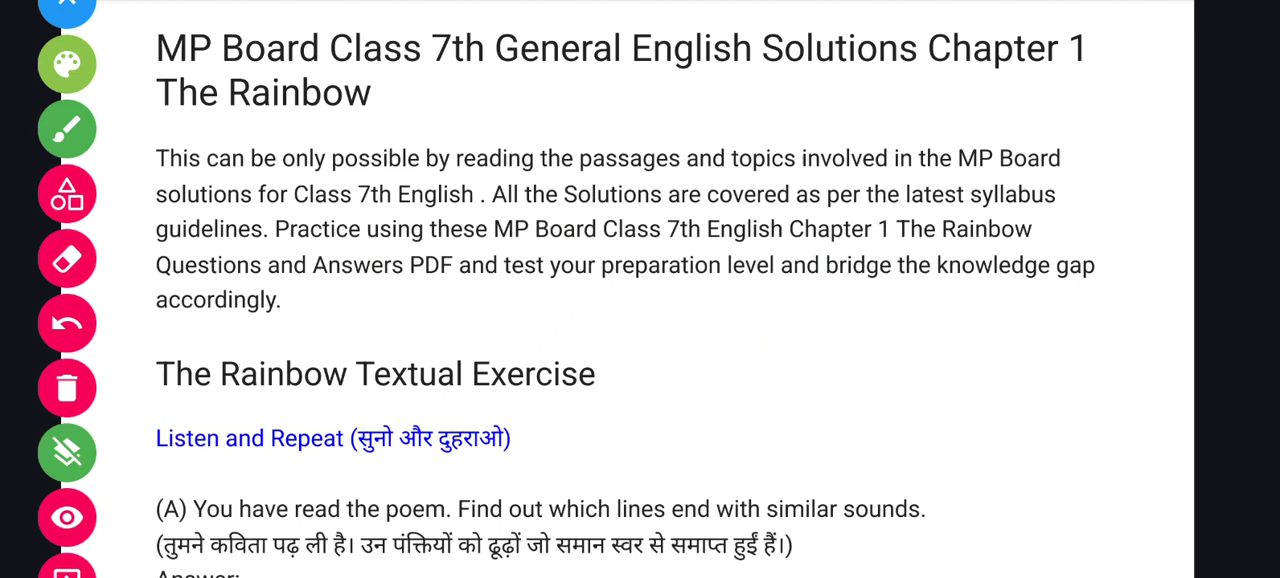 MP Board Class 7th General English Solutions Chapter 1
The Rainbow
This can be only possible by reading the passages and topics involved in the MP Board
solutions for Class 7th English . All the Solutions are covered as per the latest syllabus
guidelines. Practice using these MP Board Class 7th English Chapter 1 The Rainbow
Questions and Answers PDF and test your preparation level and bridge the knowledge gap
accordingly.
The Rainbow Textual Exercise
Listen and Repeat (सुनो और दुहराओ)
(A) You have read the poem. Find out which lines end with similar sounds.
(तुमने कविता पढ़ ली है। उन पंक्तियों को ढूढ़ों जो समान स्वर से समाप्त हुईं हैं।)
Answer: